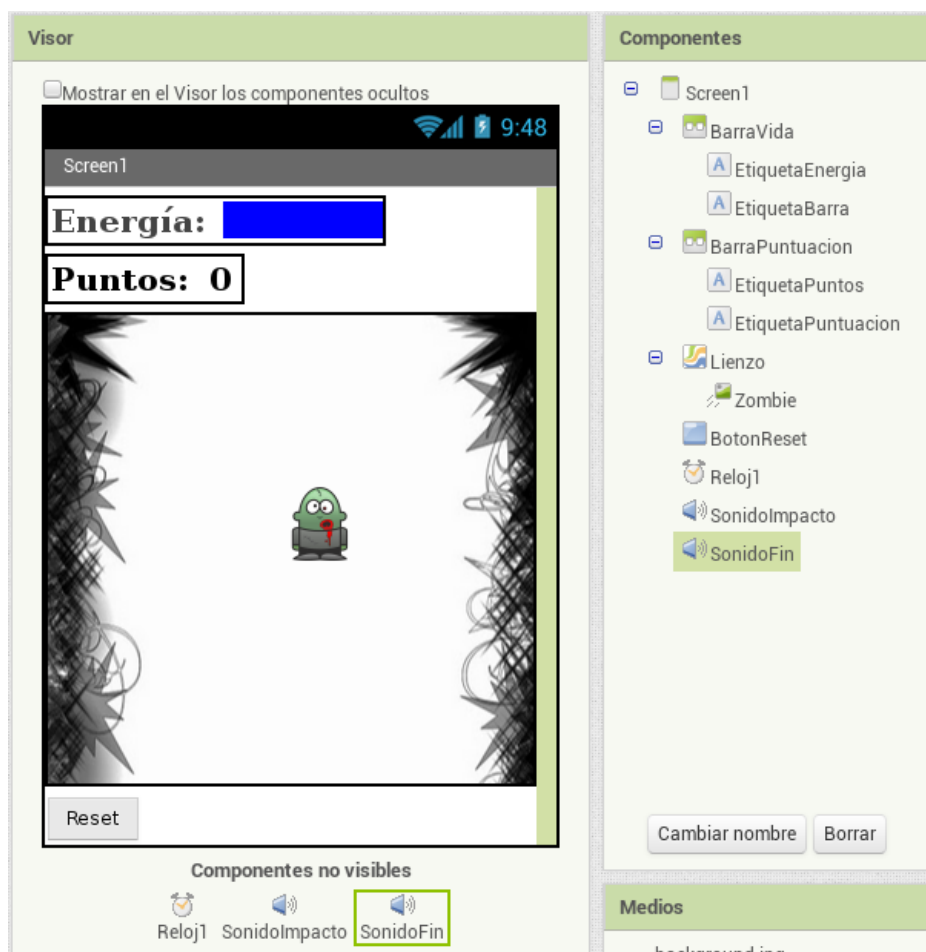 Visor
Mostrar en el Visor los componentes ocultos
9:48
Screen1
Energía:
Puntos: 0
Reset
Componentes no visibles
Reloj1 SonidoImpacto SonidoFin
Componentes
Screen1
BarraVida
A EtiquetaEnergia
A EtiquetaBarra
BarraPuntuacion
A EtiquetaPuntos
A EtiquetaPuntuacion
Lienzo
Zombie
BotonReset
Reloj1
SonidoImpacto
SonidoFin
Cambiar nombre Borrar
Medios
background.jpg